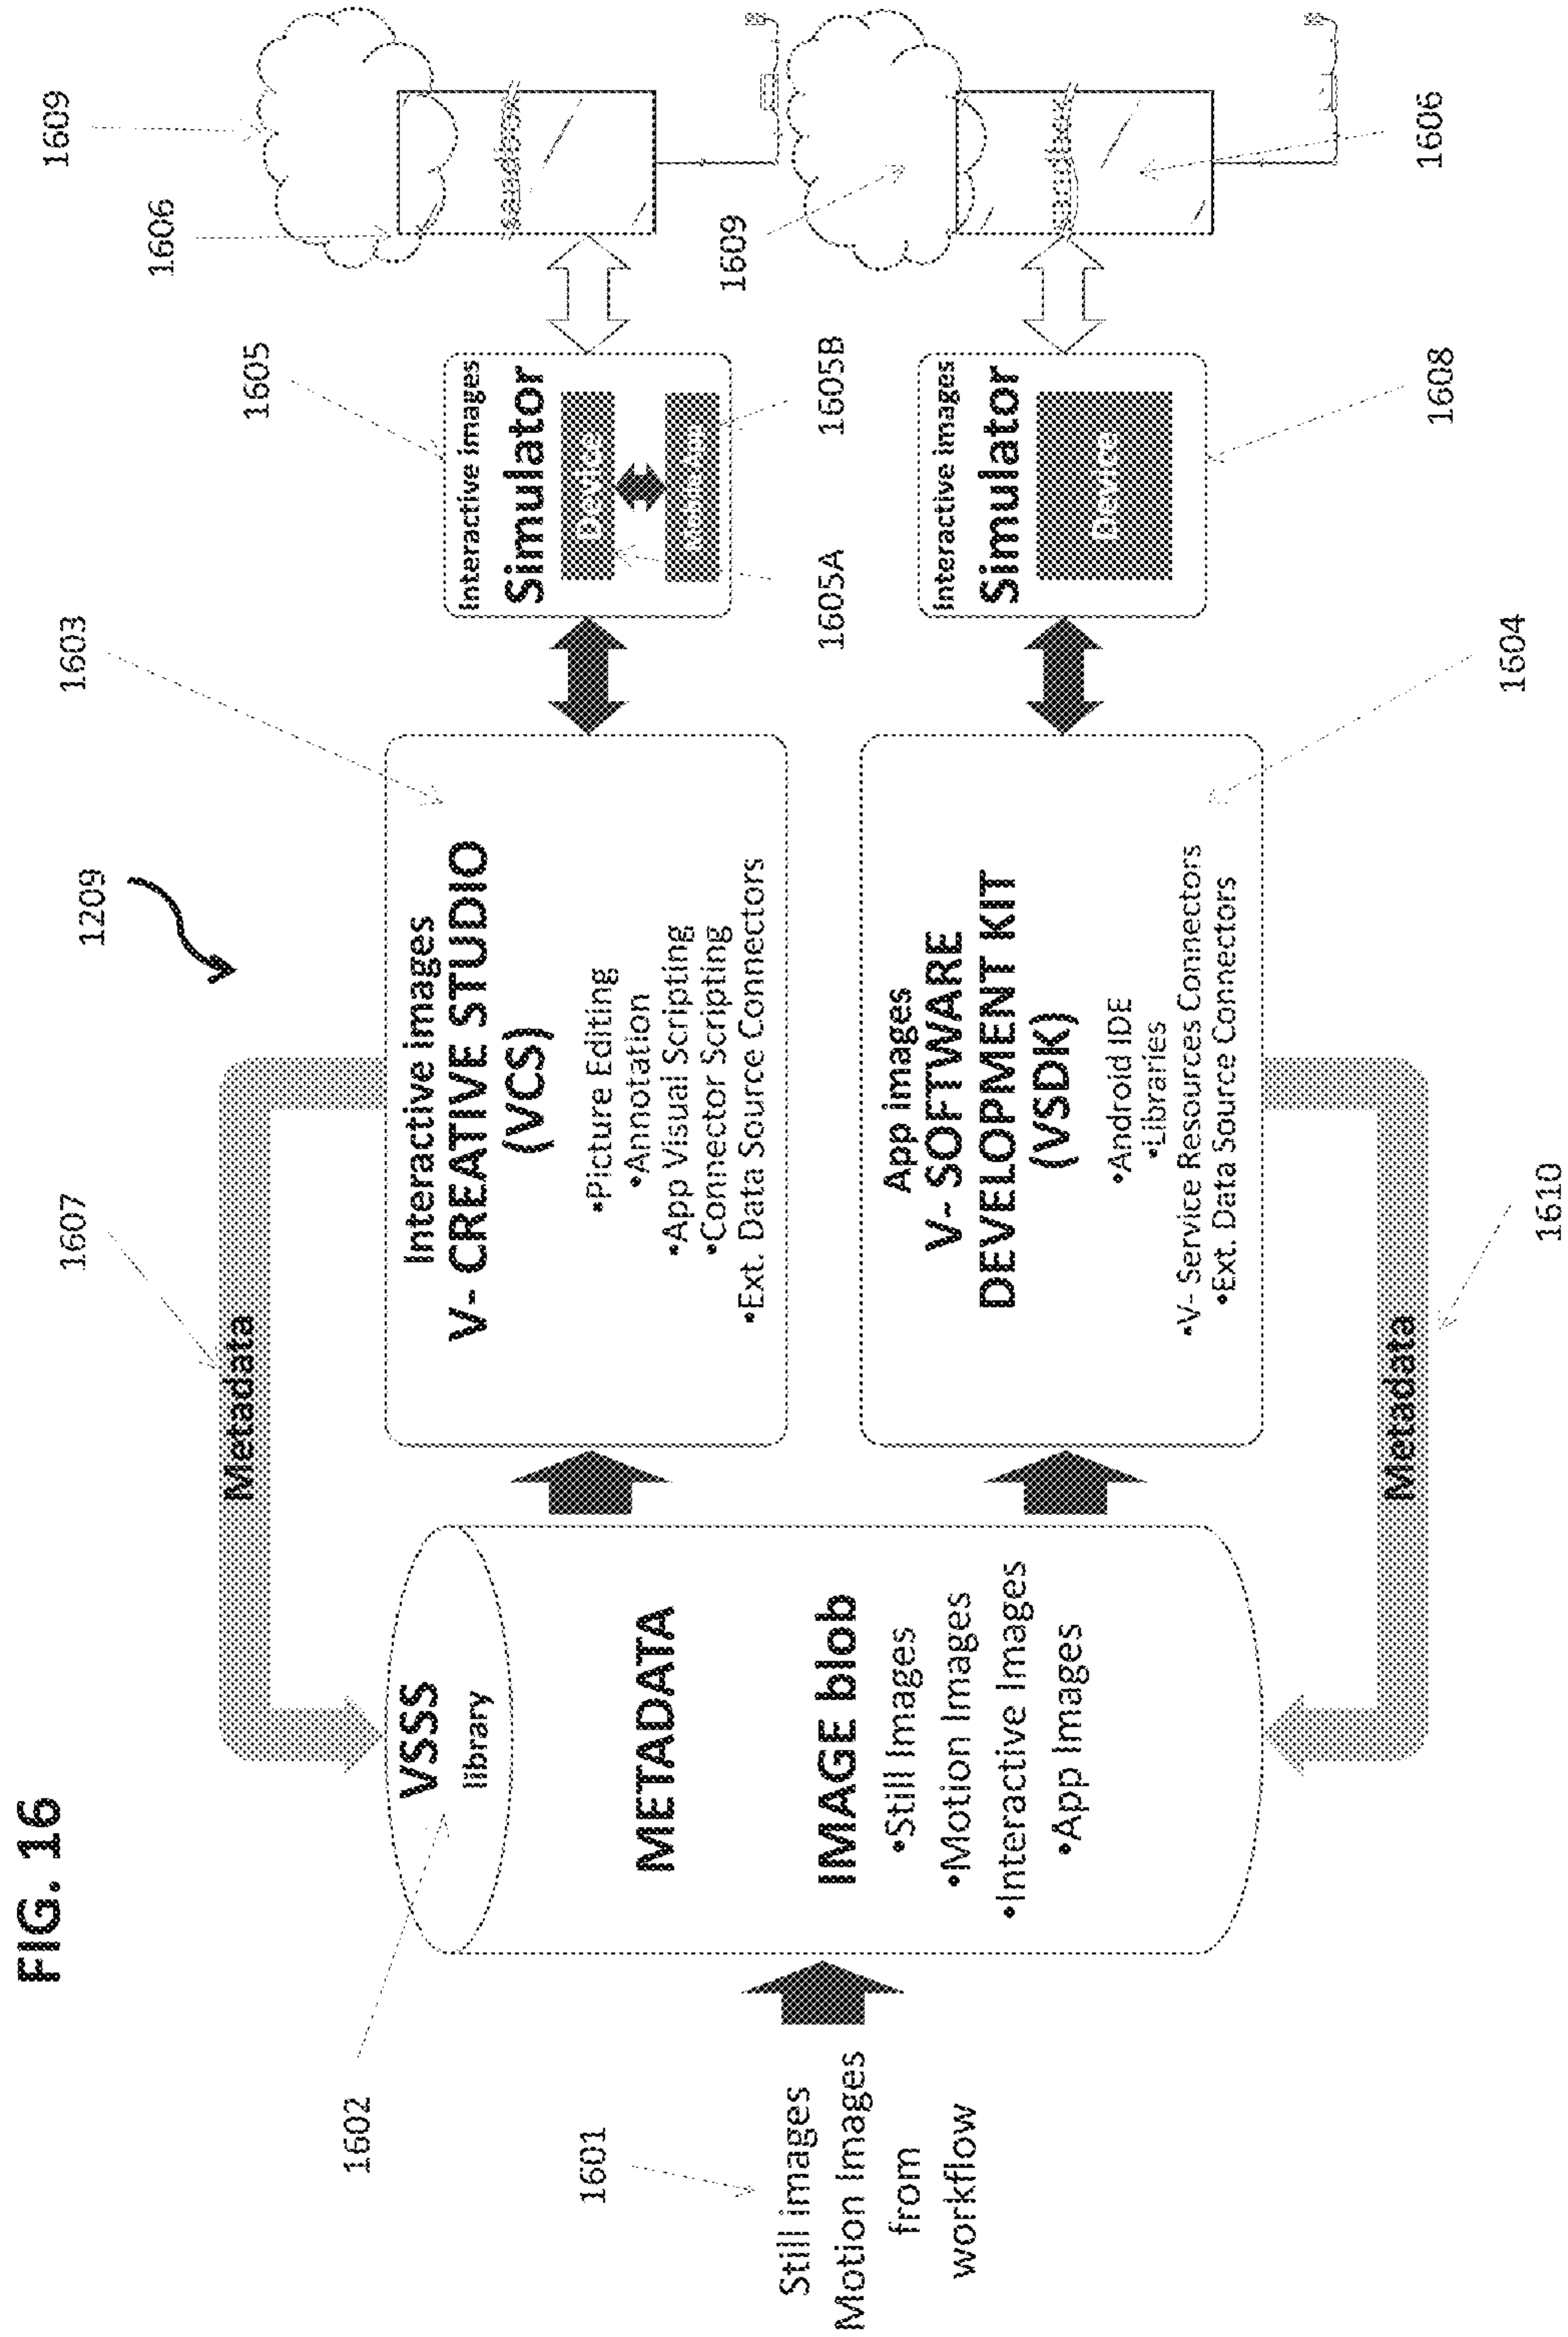 FIG. 16
1209
1601
Still images
Motion Images
from
workflow
1602
VSSS
library
METADATA
IMAGE blob
•Still Images
•Motion Images
•Interactive Images
•App Images
1607
Metadata
1603
Interactive images
V- CREATIVE STUDIO
(VCS)
•Picture Editing
•Annotation
•App Visual Scripting
•Connector Scripting
•Ext. Data Source Connectors
App images
V- SOFTWARE
DEVELOPMENT KIT
(VSDK)
•Android IDE
•Libraries
•V- Service Resources Connectors
•Ext. Data Source Connectors
1604
Metadata
1610
1605
Interactive images
Simulator
Device
App
1605A
1605B
Interactive images
Simulator
Device
1608
1606
1609
sandbox
1609
sandbox
1606